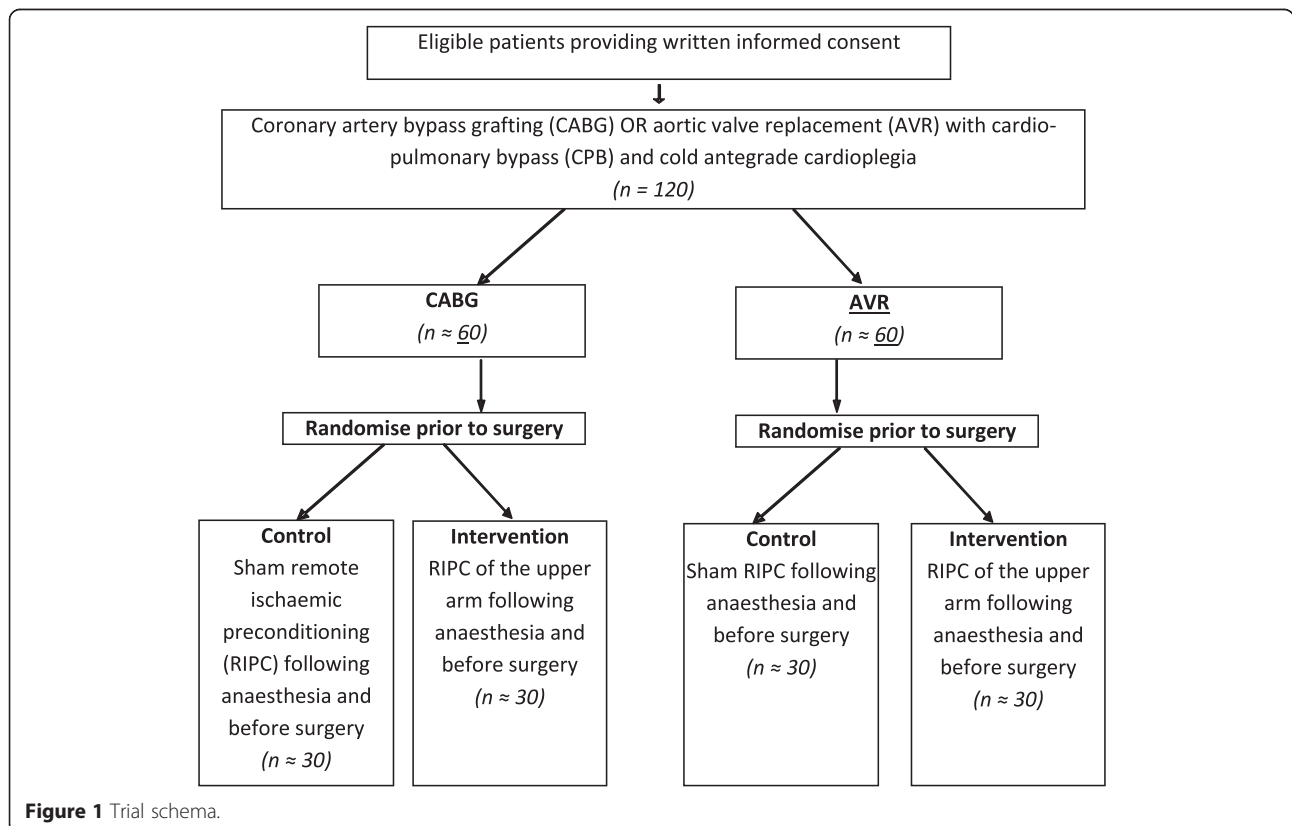 Eligible patients providing written informed consent
Coronary artery bypass grafting (CABG) OR aortic valve replacement (AVR) with cardio-
pulmonary bypass (CPB) and cold antegrade cardioplegia
(n = 120)
CABG
(n ≈ 60)
AVR
(n ≈ 60)
Randomise prior to surgery
Randomise prior to surgery
Control
Sham remote
ischaemic
preconditioning
(RIPC) following
anaesthesia and
before surgery
(n ≈ 30)
Intervention
RIPC of the upper
arm following
anaesthesia and
before surgery
(n ≈ 30)
Control
Sham RIPC following
anaesthesia and
before surgery
(n ≈ 30)
Intervention
RIPC of the upper
arm following
anaesthesia and
before surgery
(n ≈ 30)
Figure 1 Trial schema.